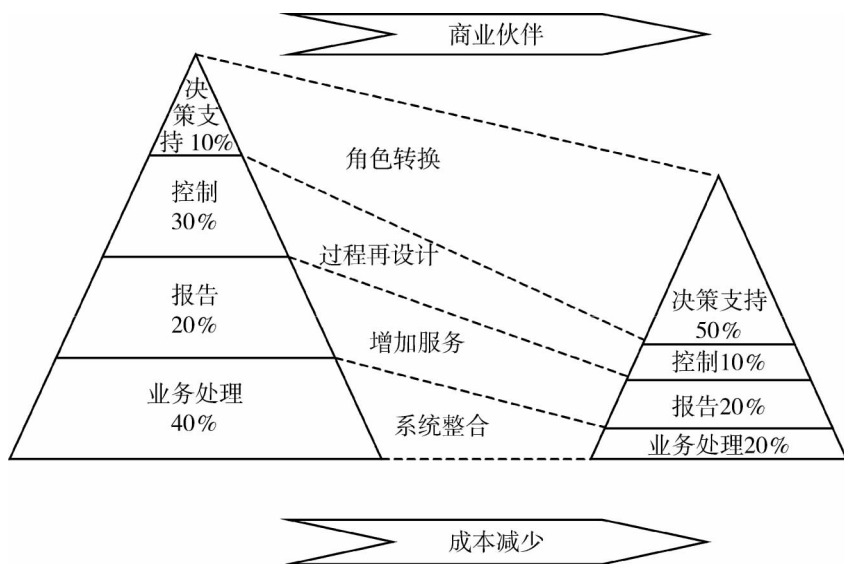 商业伙伴
决
策支
持 10%
控制
30%
报告
20%
业务处理
40%
角色转换
过程再设计
增加服务
系统整合
决策支持
50%
控制10%
报告20%
业务处理20%
成本减少